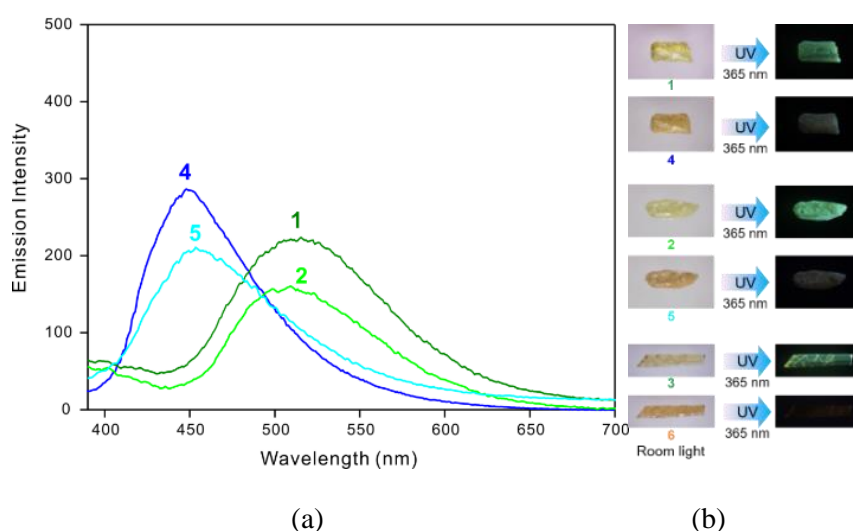 500
400
300
200
100
0
Emission Intensity
400
450
500
550
600
650
700
Wavelength (nm)
4
5
1
2
UV
365 nm
1
UV
365 nm
4
UV
365 nm
2
UV
365 nm
5
UV
365 nm
3
UV
365 nm
6
Room light
(a)
(b)